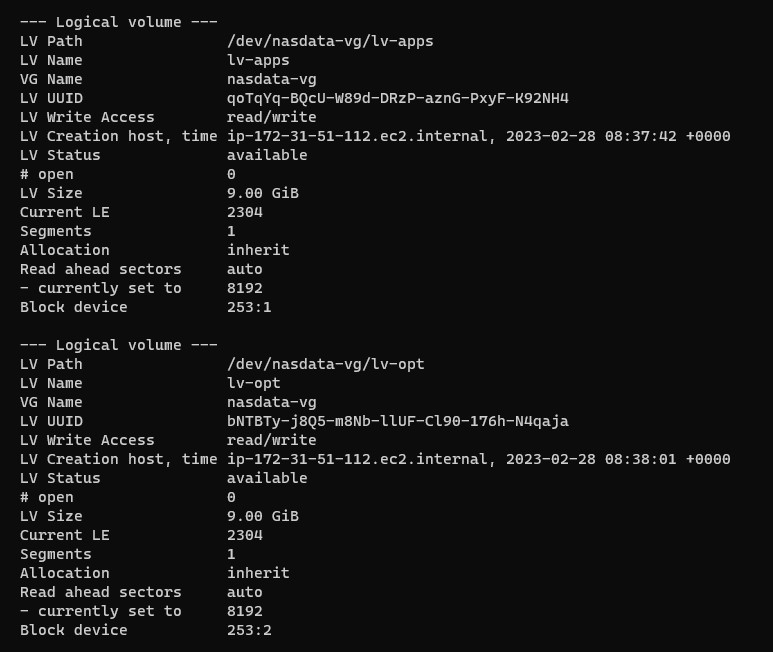 --- Logical volume ---
LV Path                /dev/nasdata-vg/lv-apps
LV Name                lv-apps
VG Name                nasdata-vg
LV UUID                qoTqYq-BQcU-W89d-DRzP-aznG-PxyF-K92NH4
LV Write Access        read/write
LV Creation host, time ip-172-31-51-112.ec2.internal, 2023-02-28 08:37:42 +0000
LV Status              available
# open                 0
LV Size                9.00 GiB
Current LE             2304
Segments               1
Allocation             inherit
Read ahead sectors     auto
- currently set to     8192
Block device           253:1

--- Logical volume ---
LV Path                /dev/nasdata-vg/lv-opt
LV Name                lv-opt
VG Name                nasdata-vg
LV UUID                bNTBTy-j8Q5-m8Nb-llUF-Cl90-176h-N4qaja
LV Write Access        read/write
LV Creation host, time ip-172-31-51-112.ec2.internal, 2023-02-28 08:38:01 +0000
LV Status              available
# open                 0
LV Size                9.00 GiB
Current LE             2304
Segments               1
Allocation             inherit
Read ahead sectors     auto
- currently set to     8192
Block device           253:2